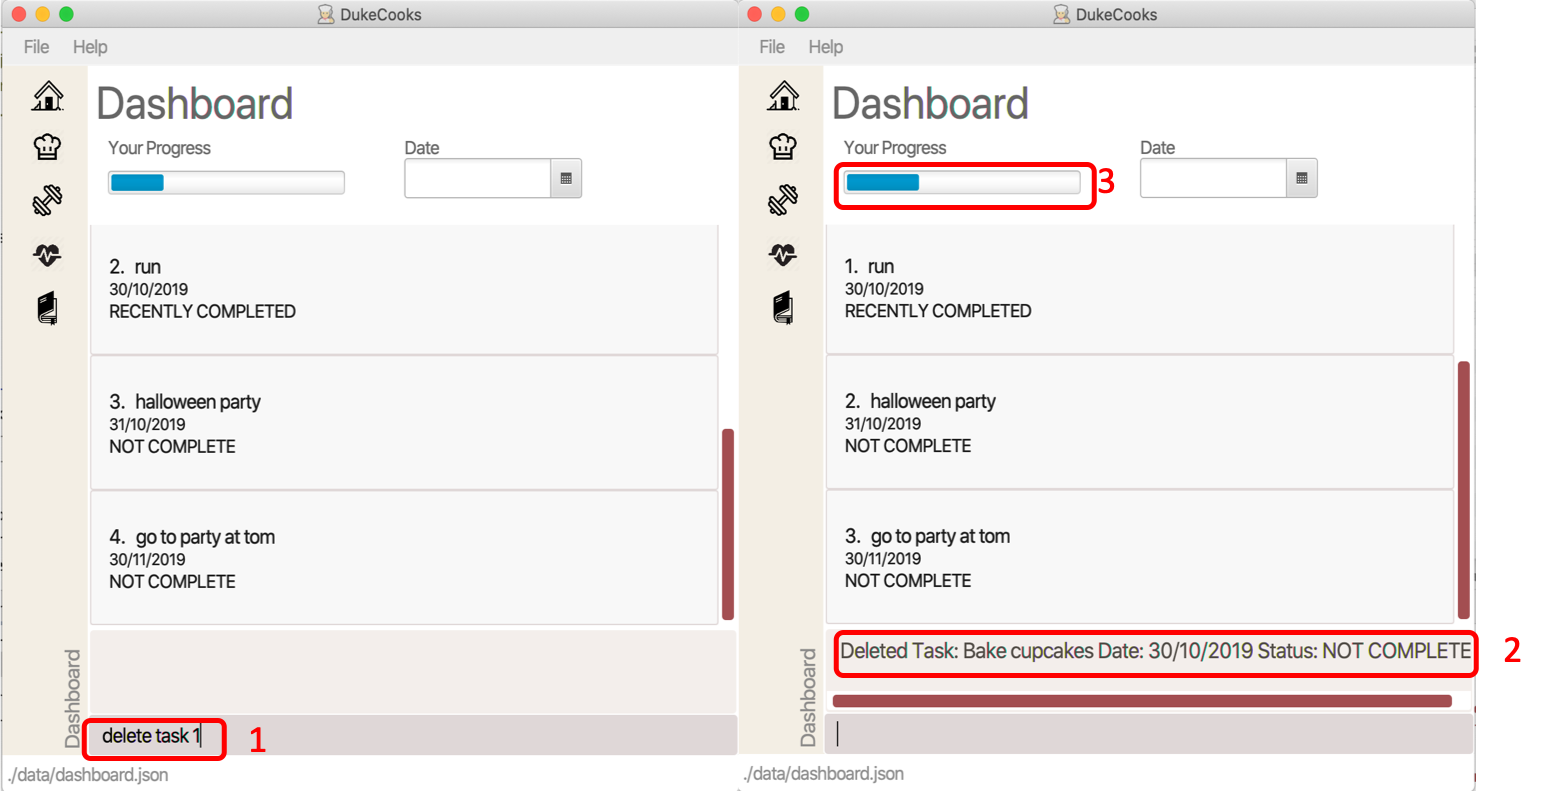 DukeCooks
File Help
Dashboard
Your Progress
Date
2. run
30/10/2019
RECENTLY COMPLETED
3. halloween party
31/10/2019
NOT COMPLETE
4. go to party at tom
30/11/2019
NOT COMPLETE
Dashboard
delete task 1
1
./data/dashboard.json
DukeCooks
File Help
Dashboard
Your Progress
Date
3
1. run
30/10/2019
RECENTLY COMPLETED
2. halloween party
31/10/2019
NOT COMPLETE
3. go to party at tom
30/11/2019
NOT COMPLETE
Deleted Task: Bake cupcakes Date: 30/10/2019 Status: NOT COMPLETE
2
Dashboard
./data/dashboard.json